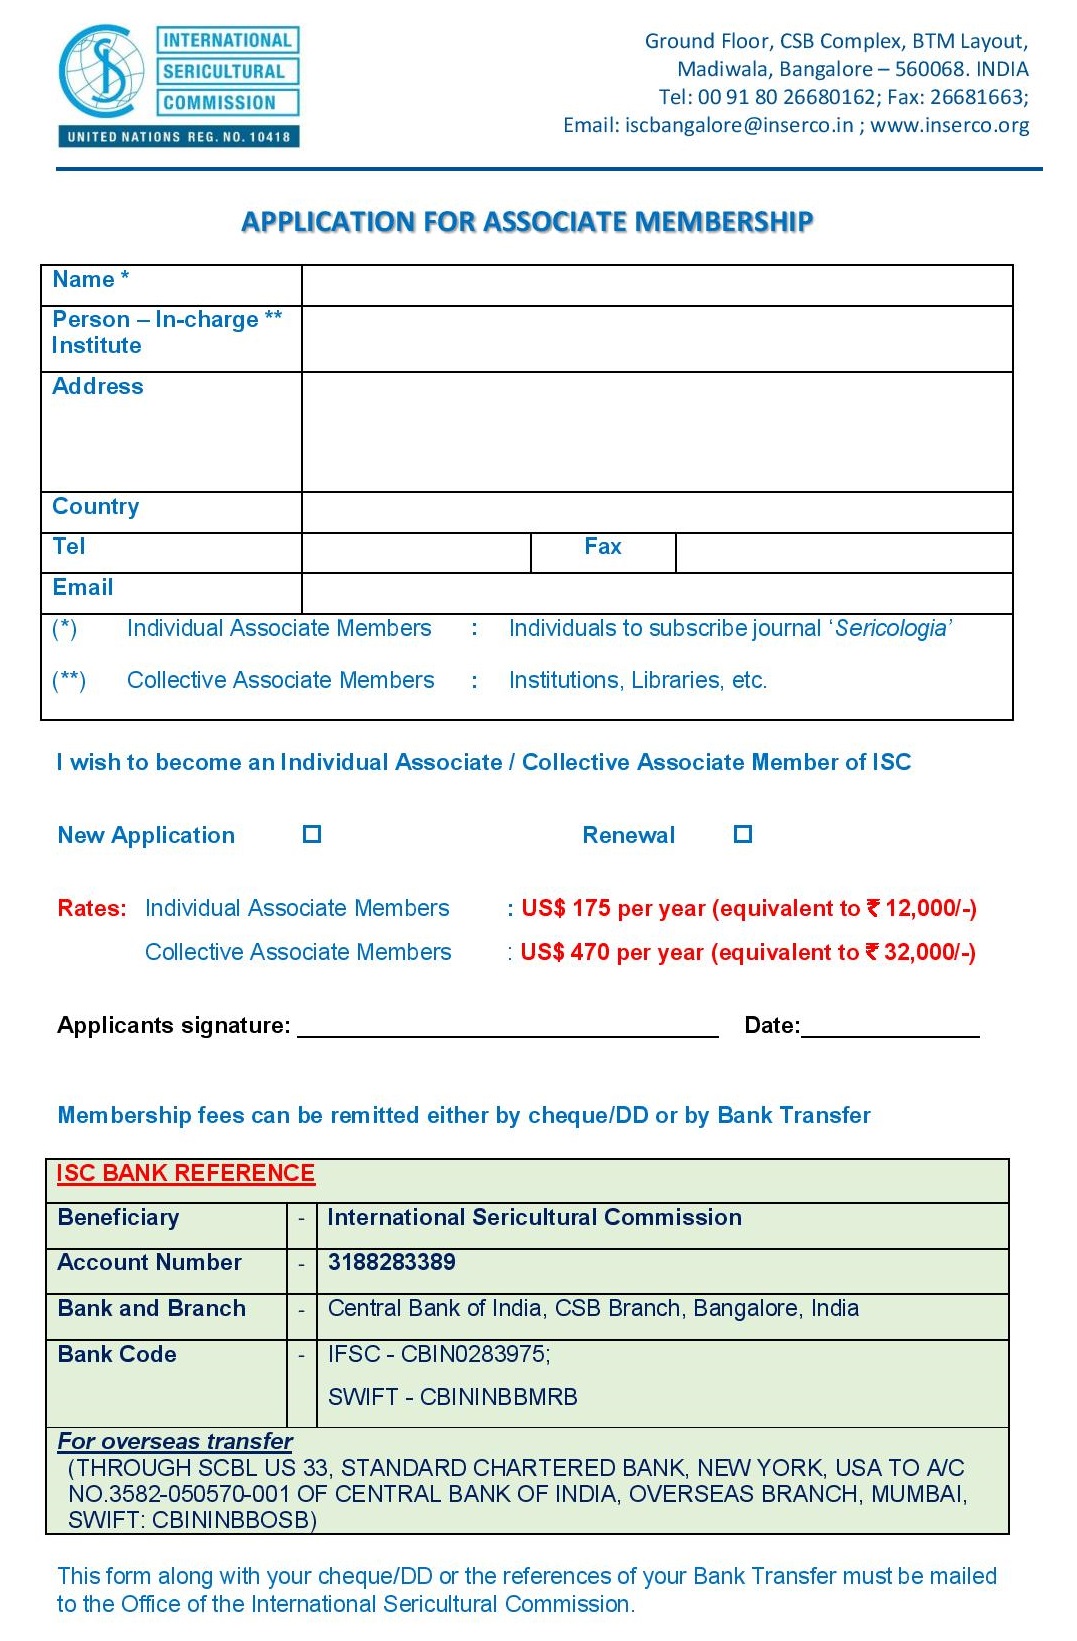 INTERNATIONAL
SERICULTURAL
COMMISSION
UNITED NATIONS REG. NO. 10418
Ground Floor, CSB Complex, BTM Layout,
Madiwala, Bangalore – 560068. INDIA
Tel: 00 91 80 26680162; Fax: 26681663;
Email: iscbangalore@inserco.in ; www.inserco.org
APPLICATION FOR ASSOCIATE MEMBERSHIP
Name *
Person – In-charge **
Institute
Address
Country
Tel Fax
Email
(*) Individual Associate Members : Individuals to subscribe journal ‘Sericologia’
(**) Collective Associate Members : Institutions, Libraries, etc.
I wish to become an Individual Associate / Collective Associate Member of ISC
New Application ☐ Renewal ☐
Rates: Individual Associate Members : US$ 175 per year (equivalent to ₹ 12,000/-)
Collective Associate Members : US$ 470 per year (equivalent to ₹ 32,000/-)
Applicants signature: ______________________ Date:______________
Membership fees can be remitted either by cheque/DD or by Bank Transfer
ISC BANK REFERENCE
Beneficiary - International Sericultural Commission
Account Number - 3188283389
Bank and Branch - Central Bank of India, CSB Branch, Bangalore, India
Bank Code - IFSC - CBIN0283975;
SWIFT - CBININBBMRB
For overseas transfer
(THROUGH SCBL US 33, STANDARD CHARTERED BANK, NEW YORK, USA TO A/C
NO.3582-050570-001 OF CENTRAL BANK OF INDIA, OVERSEAS BRANCH, MUMBAI,
SWIFT: CBININBBOSB)
This form along with your cheque/DD or the references of your Bank Transfer must be mailed
to the Office of the International Sericultural Commission.